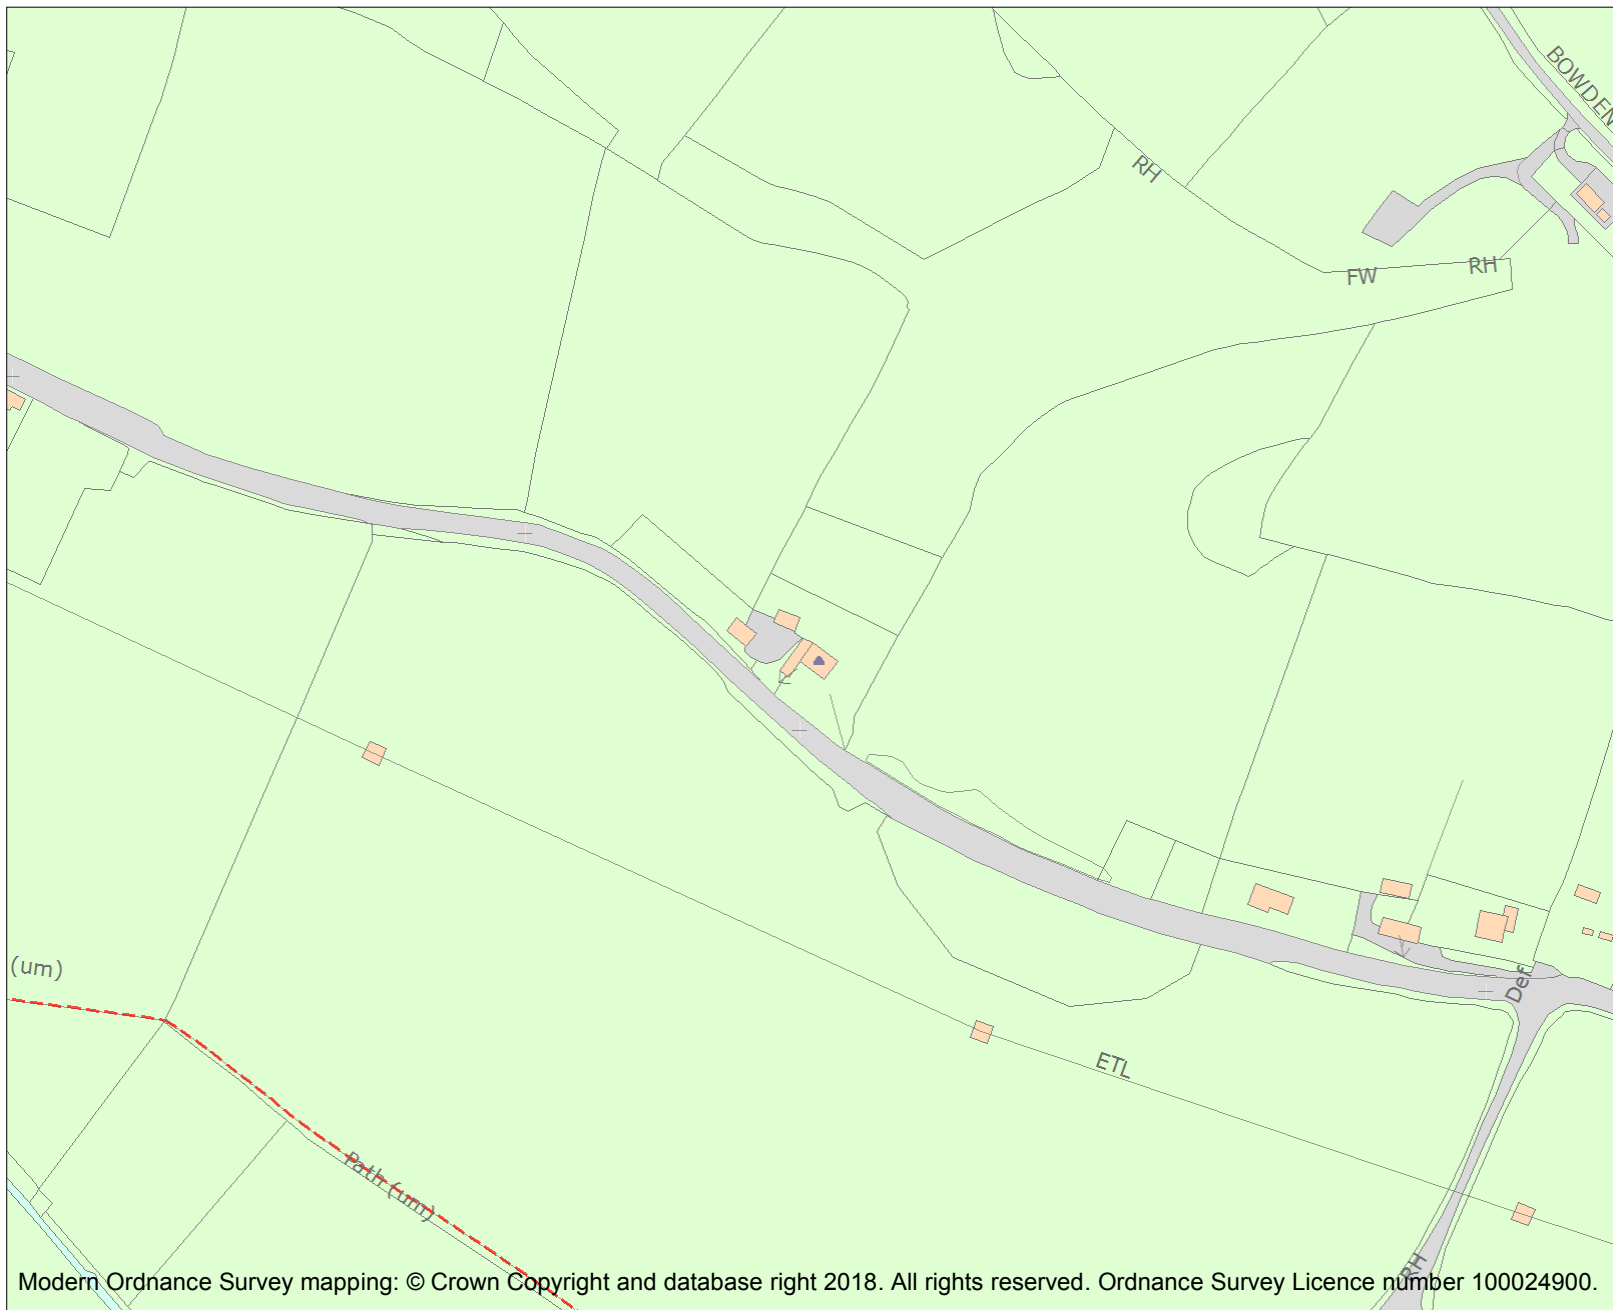 BOWDEN
RH
FW
RH
(um)
Def
ETL
Path (um)
RH
Modern Ordnance Survey mapping: © Crown Copyright and database right 2018. All rights reserved. Ordnance Survey Licence number 100024900.